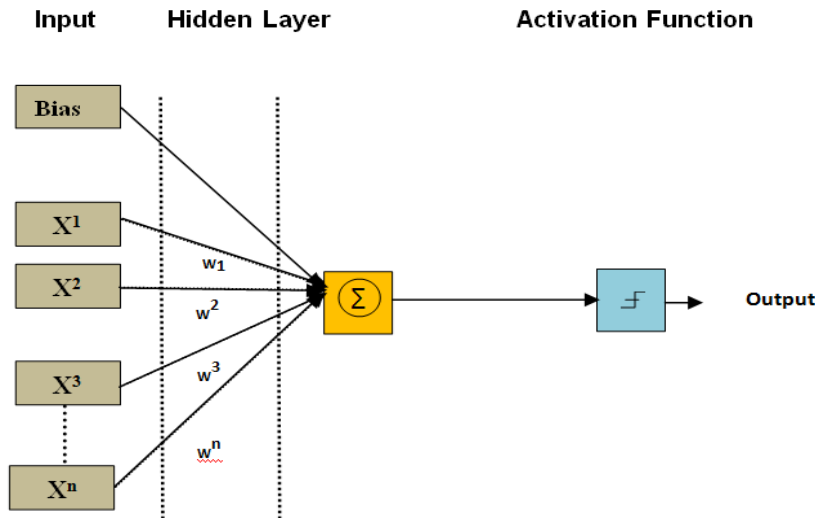 Input Hidden Layer Activation Function
Bias
X¹
w₁
X²
Σ
Output
w²
X³
w³
wⁿ
Xⁿ